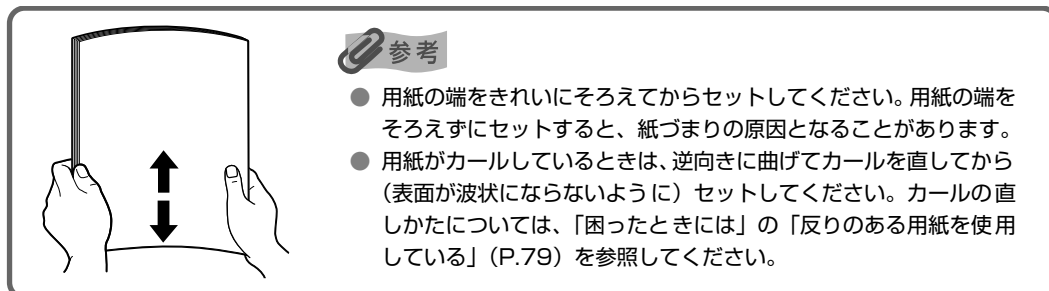 参考
● 用紙の端をきれいにそろえてからセットしてください。用紙の端を
そろえずにセットすると、紙づまりの原因となることがあります。
● 用紙がカールしているときは、逆向きに曲げてカールを直してから
（表面が波状にならないように）セットしてください。カールの直
しかたについては、「困ったときには」の「反りのある用紙を使用
している」（P.79）を参照してください。